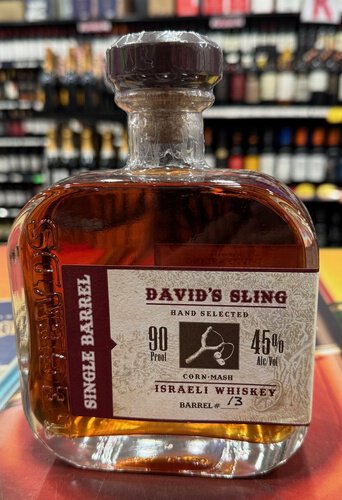 SINGLE BARREL
DAVID'S SLING
HAND SELECTED
90 45%
Proof Alc/Vol
CORN-MASH
ISRAELI WHISKEY
BARREL # 13